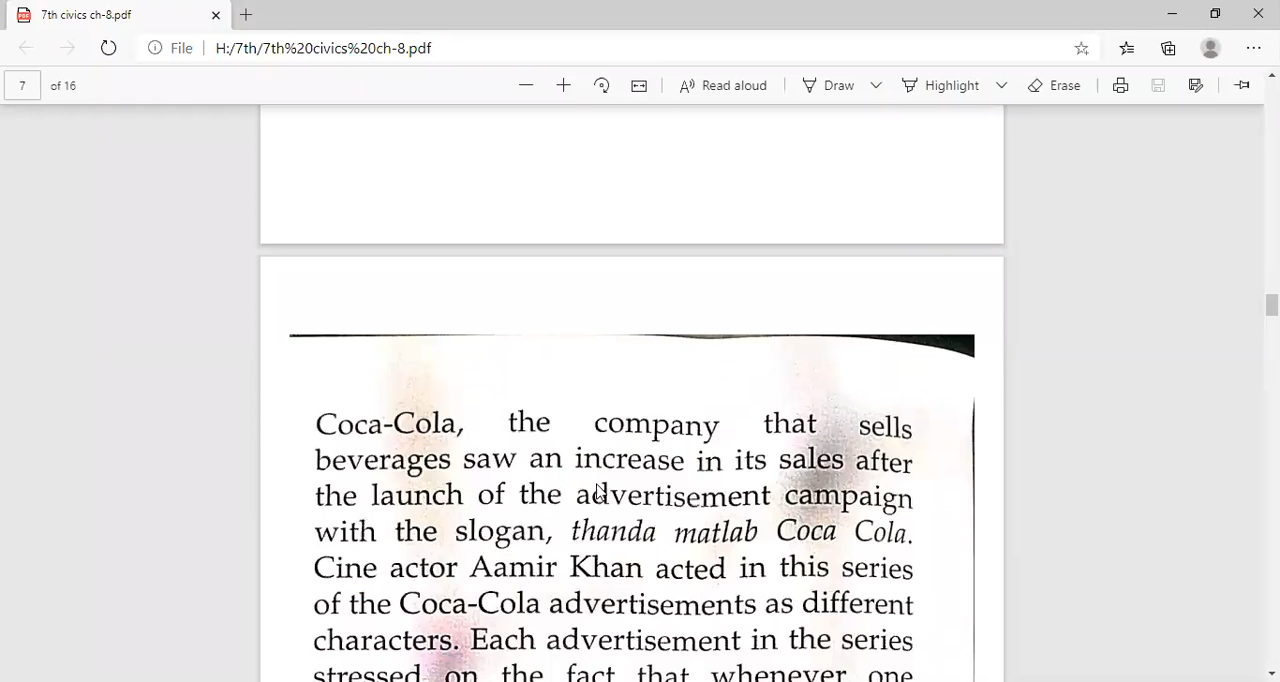 7th civics ch-8.pdf
File H:/7th/7th%20civics%20ch-8.pdf
7 of 16 Read aloud Draw Highlight Erase
Coca-Cola, the company that sells
beverages saw an increase in its sales after
the launch of the advertisement campaign
with the slogan, thanda matlab Coca Cola.
Cine actor Aamir Khan acted in this series
of the Coca-Cola advertisements as different
characters. Each advertisement in the series
stressed on the fact that whenever one